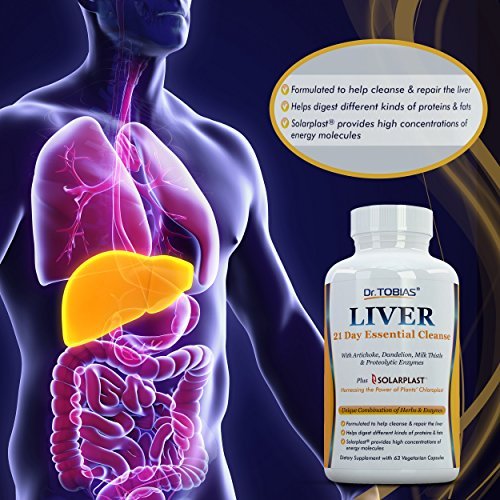 ✓ Formulated to help cleanse & repair the liver
✓ Helps digest different kinds of proteins & fats
✓ Solarplast® provides high concentrations of
energy molecules
Dr.TOBIAS®
LIVER
21 Day Essential Cleanse
With Artichoke, Dandelion, Milk Thistle
& Proteolytic Enzymes
Plus SOLARPLAST™
Harnessing the Power of Plants' Chloroplast
Unique Combination of Herbs & Enzymes
✓ Formulated to help cleanse & repair the liver
✓ Helps digest different kinds of proteins & fats
✓ Solarplast® provides high concentrations of
energy molecules
Dietary Supplement with 63 Vegetarian Capsules